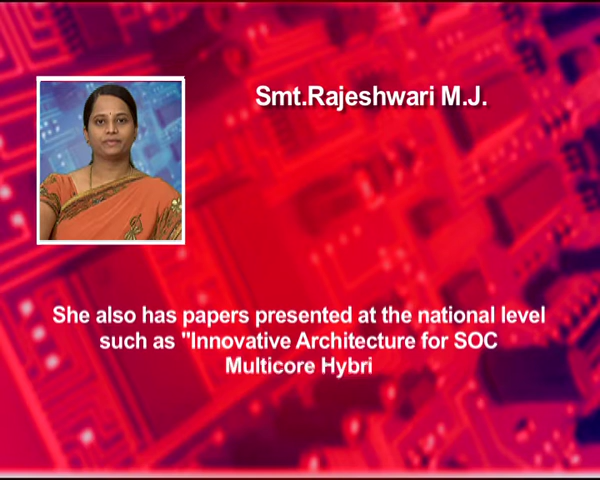 Smt.Rajeshwari M.J.
She also has papers presented at the national level
such as "Innovative Architecture for SOC
Multicore Hybri